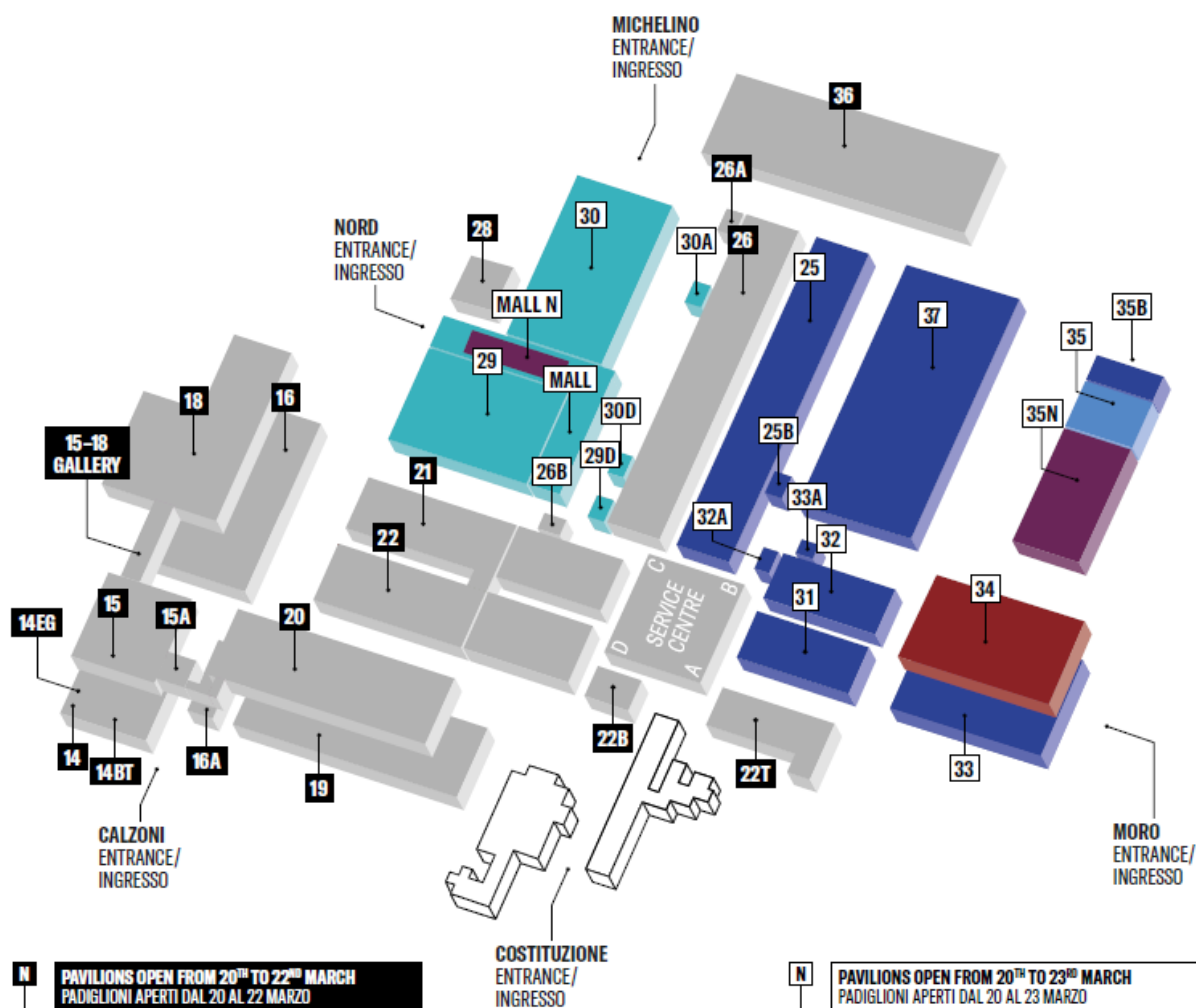 MICHELINO
ENTRANCE/
INGRESSO
36
26A
30
26
NORD
ENTRANCE/
INGRESSO
28
30A
25
MALL N
37
35B
35
29
MALL
18
16
30D
35N
15-18
GALLERY
25B
21
26B
29D
33A
32A
32
22
C
B
SERVICE
CENTRE
D
A
31
34
15
15A
20
14EG
22B
33
14
14BT
16A
19
22T
CALZONI
ENTRANCE/
INGRESSO
MORO
ENTRANCE/
INGRESSO
COSTITUZIONE
ENTRANCE/
INGRESSO
N
PAVILIONS OPEN FROM 20TH TO 22ND MARCH
PADIGLIONI APERTI DAL 20 AL 22 MARZO
N
PAVILIONS OPEN FROM 20TH TO 23RD MARCH
PADIGLIONI APERTI DAL 20 AL 23 MARZO